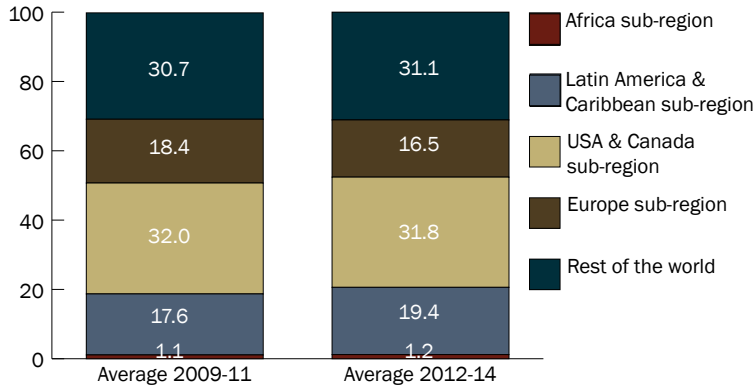 100
80
60
40
20
0
30.7
18.4
32.0
17.6
1.1
31.1
16.5
31.8
19.4
1.2
Average 2009-11
Average 2012-14
Africa sub-region
Latin America &
Caribbean sub-region
USA & Canada
sub-region
Europe sub-region
Rest of the world